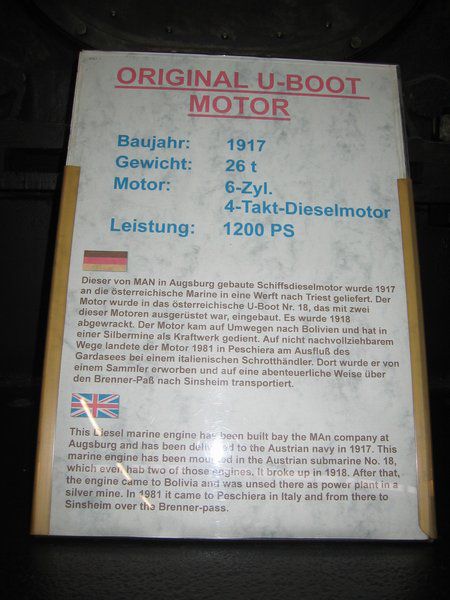 ORIGINAL U-BOOT
MOTOR
Baujahr: 1917
Gewicht: 26 t
Motor: 6-Zyl.
4-Takt-Dieselmotor
Leistung: 1200 PS
Dieser von MAN in Augsburg gebaute Schiffsdieselmotor wurde 1917
an die österreichische Marine in eine Werft nach Triest geliefert. Der
Motor wurde in das österreichische U-Boot Nr. 18, das mit zwei
dieser Motoren ausgerüstet war, eingebaut. Es wurde 1918
abgewrackt. Der Motor kam auf Umwegen nach Bolivien und hat in
einer Silbermine als Kraftwerk gedient. Auf nicht nachvollziehbarem
Wege landete der Motor 1981 in Peschiera am Ausfluß des
Gardasees bei einem italienischen Schrotthändler. Dort wurde er von
einem Sammler erworben und auf eine abenteuerliche Weise über
den Brenner-Paß nach Sinsheim transportiert.
This Diesel marine engine has been built bay the MAn company at
Augsburg and has been delivered to the Austrian navy in 1917. This
marine engine has been mounted in the Austrian submarine No. 18,
which even hab two of those engines. It broke up in 1918. After that,
the engine came to Bolivia and was unsed there as power plant in a
silver mine. In 1981 it came to Peschiera in Italy and from there to
Sinsheim over the Brenner-pass.